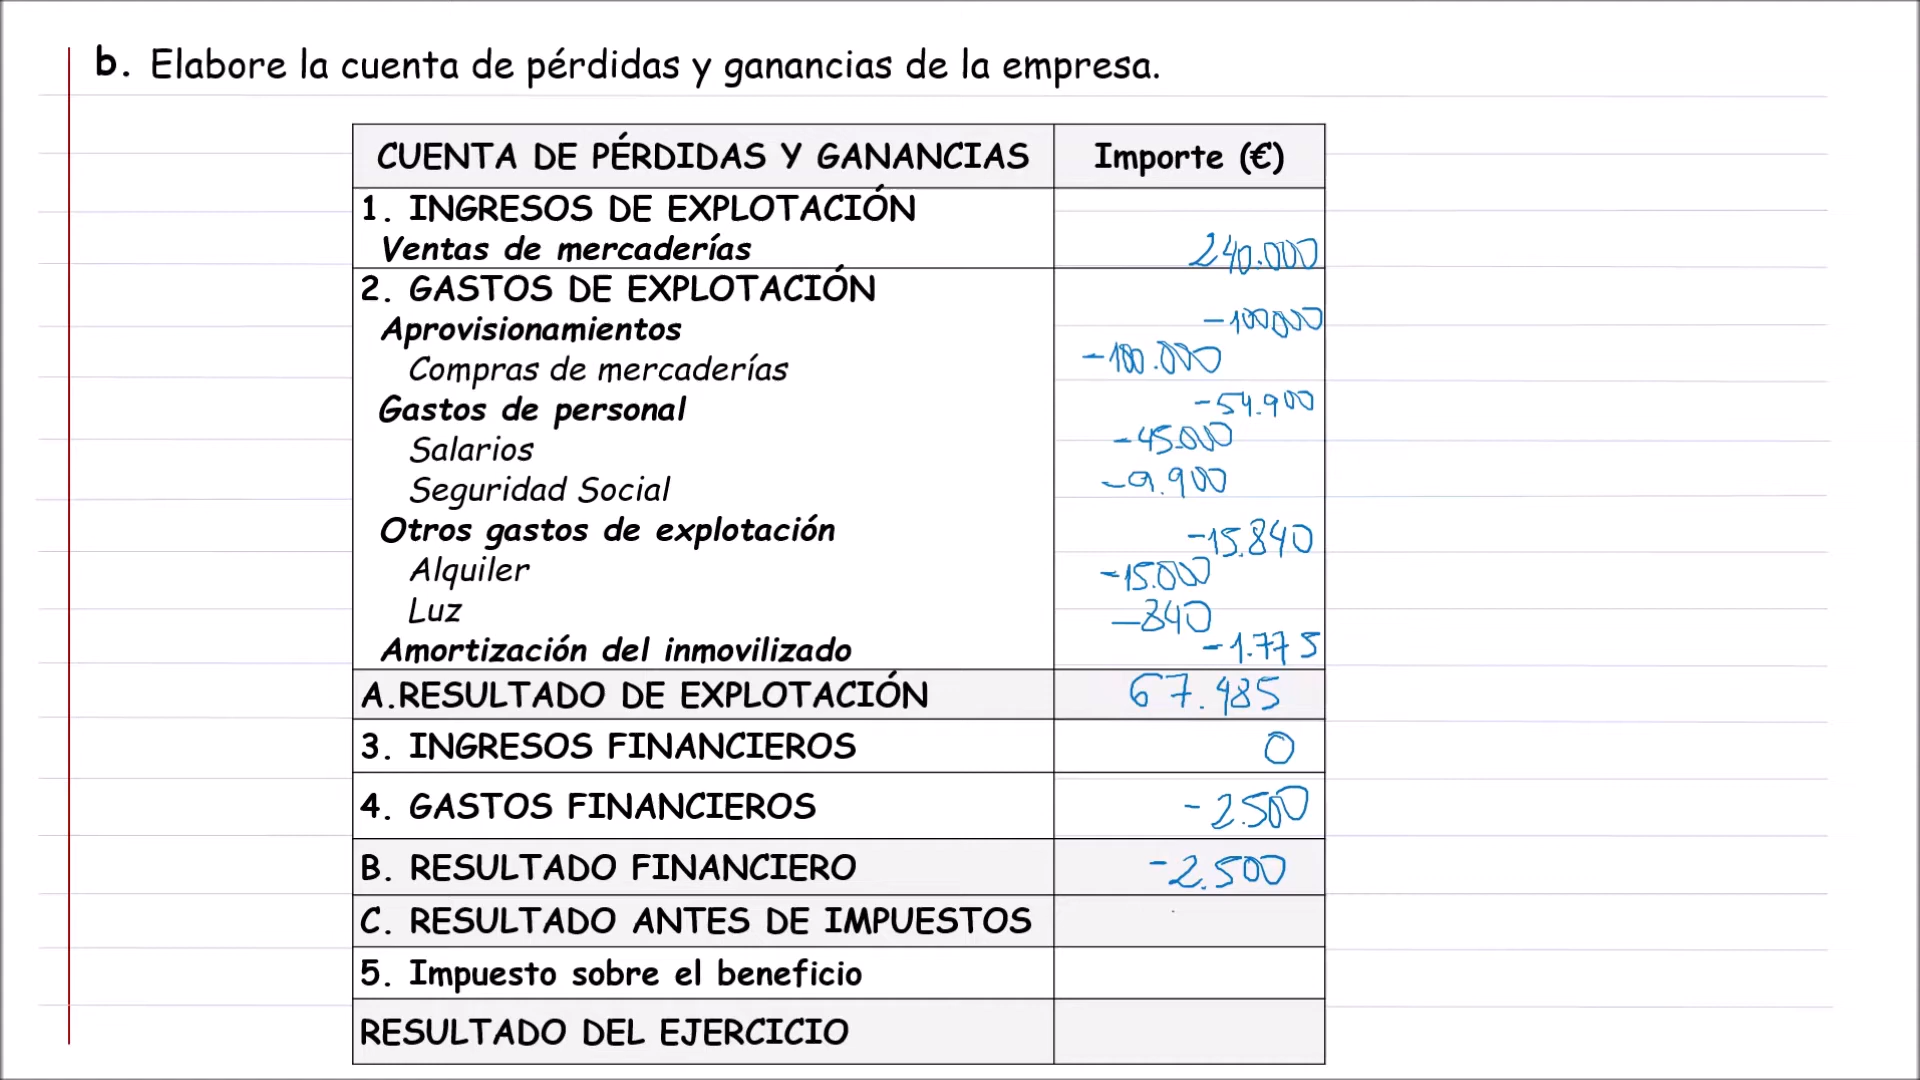 b. Elabore la cuenta de pérdidas y ganancias de la empresa.
CUENTA DE PÉRDIDAS Y GANANCIAS Importe (€)
1. INGRESOS DE EXPLOTACIÓN
Ventas de mercaderías 240.000
2. GASTOS DE EXPLOTACIÓN
Aprovisionamientos -100000
Compras de mercaderías -100.000
Gastos de personal -54.900
Salarios -45.000
Seguridad Social -9.900
Otros gastos de explotación -15.840
Alquiler -15.000
Luz -840
Amortización del inmovilizado -1.775
A.RESULTADO DE EXPLOTACIÓN 67.485
3. INGRESOS FINANCIEROS 0
4. GASTOS FINANCIEROS -2.500
B. RESULTADO FINANCIERO -2.500
C. RESULTADO ANTES DE IMPUESTOS
5. Impuesto sobre el beneficio
RESULTADO DEL EJERCICIO